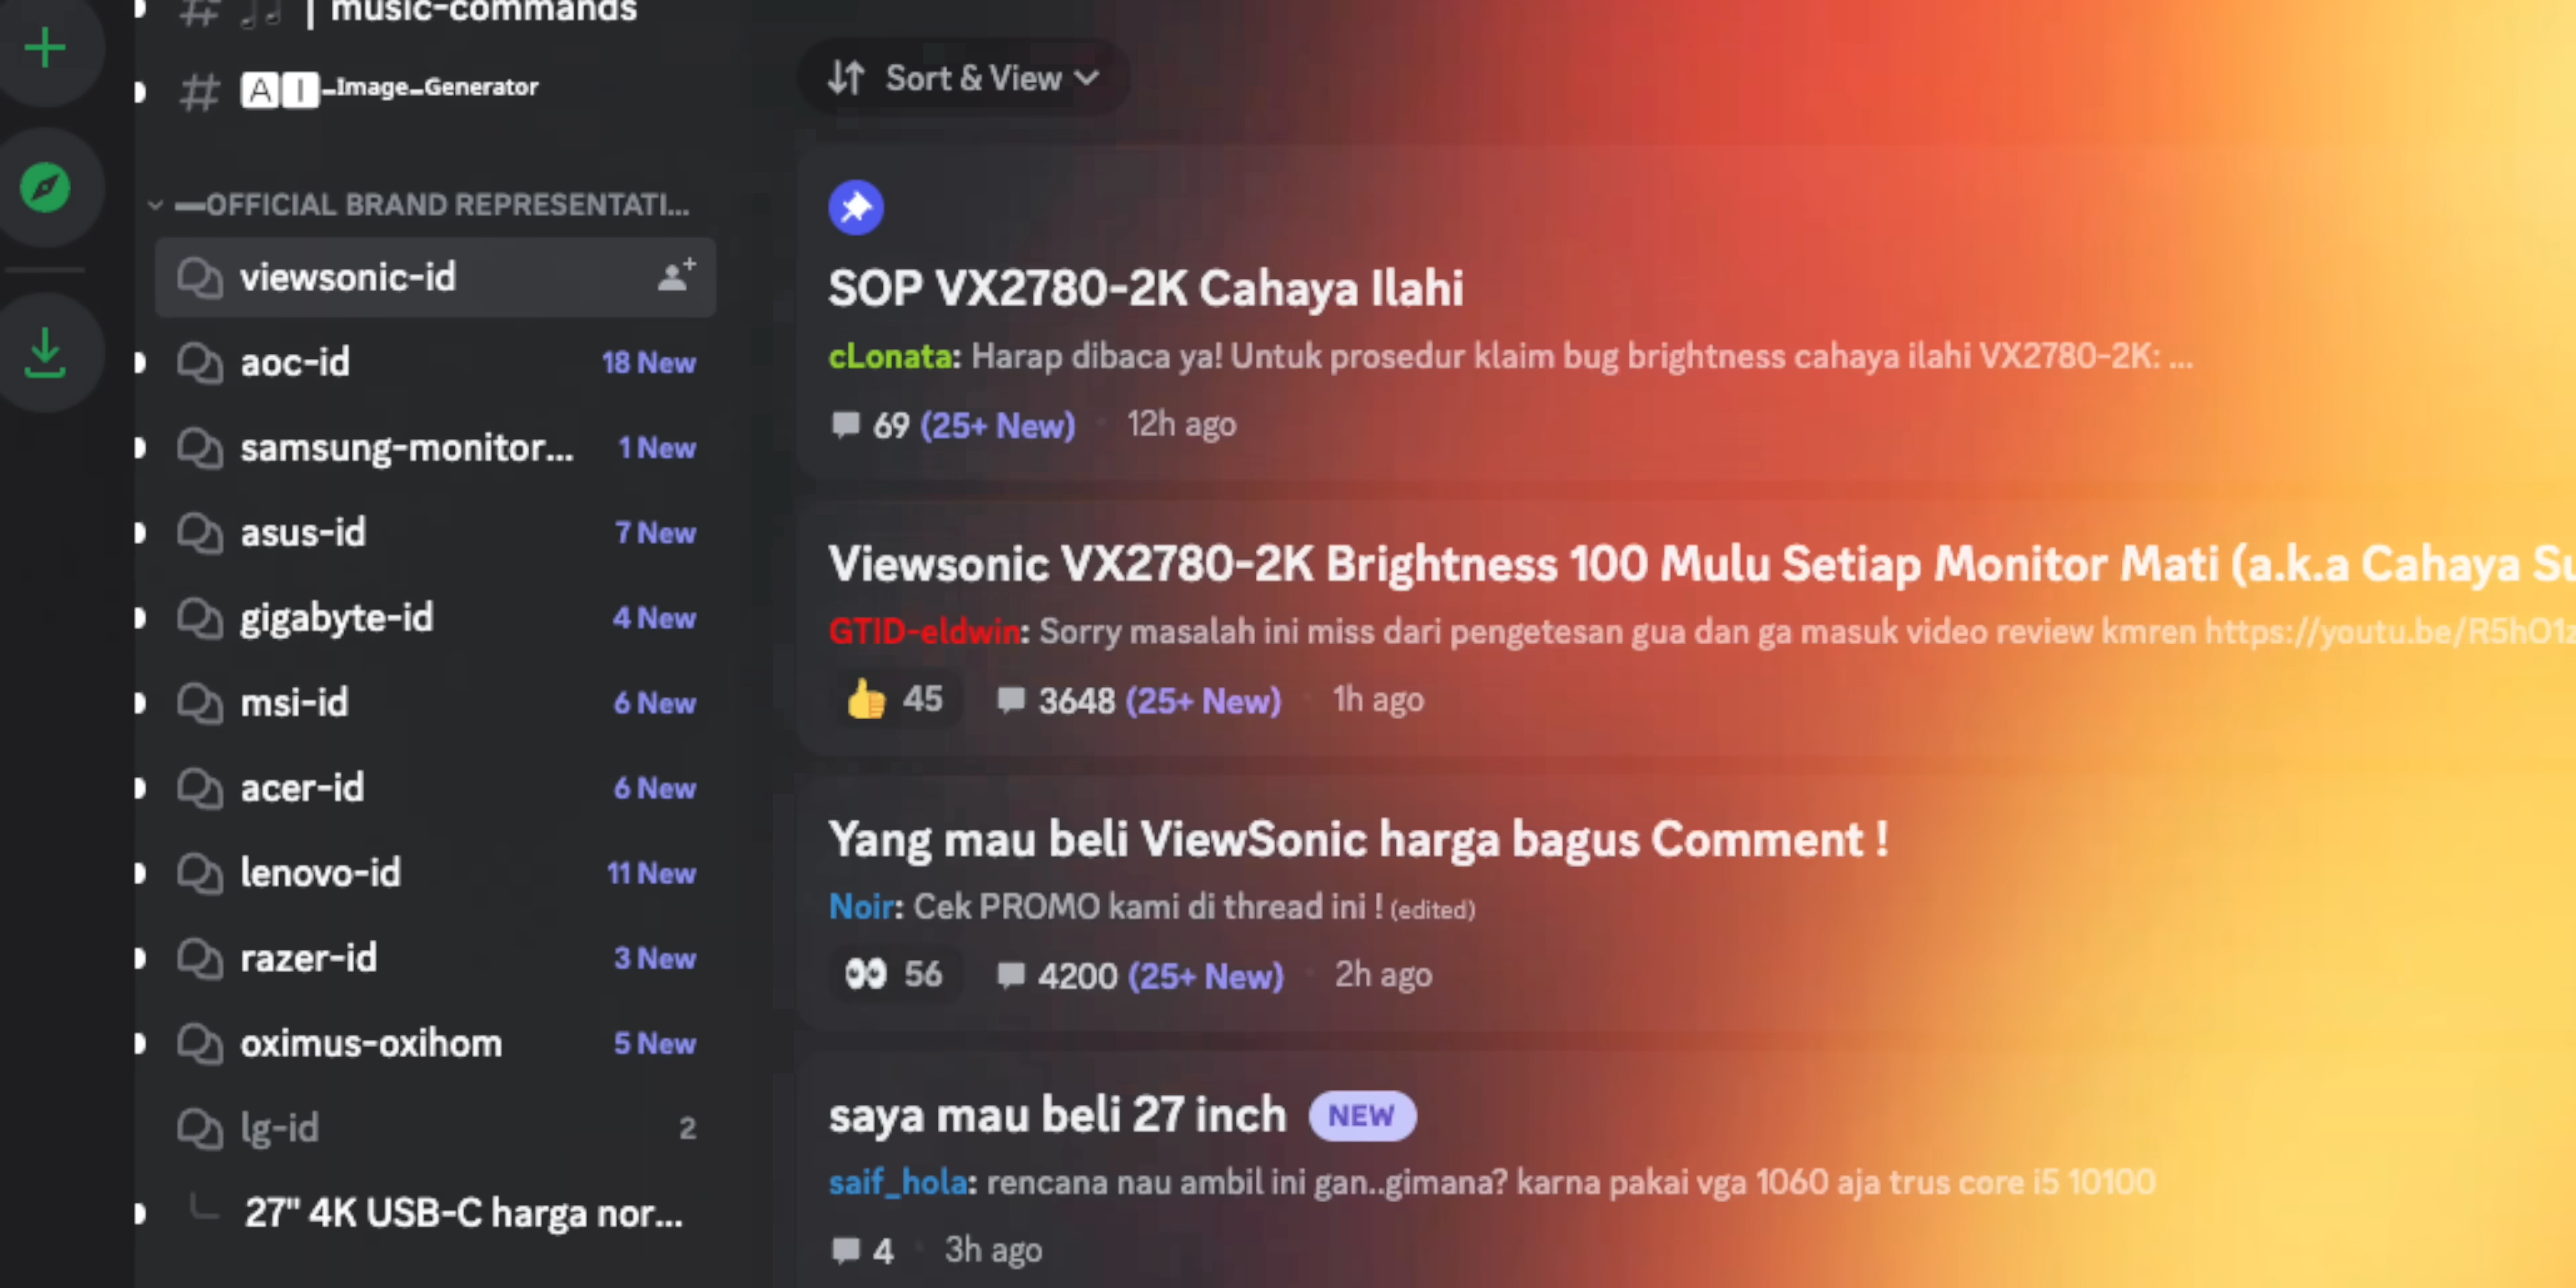 music-commands
AI-Image-Generator
—OFFICIAL BRAND REPRESENTATI...
viewsonic-id
aoc-id 18 New
samsung-monitor... 1 New
asus-id 7 New
gigabyte-id 4 New
msi-id 6 New
acer-id 6 New
lenovo-id 11 New
razer-id 3 New
oximus-oxihom 5 New
lg-id 2
27" 4K USB-C harga nor...
Sort & View
SOP VX2780-2K Cahaya Ilahi
cLonata: Harap dibaca ya! Untuk prosedur klaim bug brightness cahaya ilahi VX2780-2K: ...
69 (25+ New) 12h ago
Viewsonic VX2780-2K Brightness 100 Mulu Setiap Monitor Mati (a.k.a Cahaya Su
GTID-eldwin: Sorry masalah ini miss dari pengetesan gua dan ga masuk video review kmren
45 3648 (25+ New) 1h ago
Yang mau beli ViewSonic harga bagus Comment !
Noir: Cek PROMO kami di thread ini ! (edited)
56 4200 (25+ New) 2h ago
saya mau beli 27 inch NEW
saif_hola: rencana nau ambil ini gan..gimana? karna pakai vga 1060 aja trus core i5 10100
4 3h ago